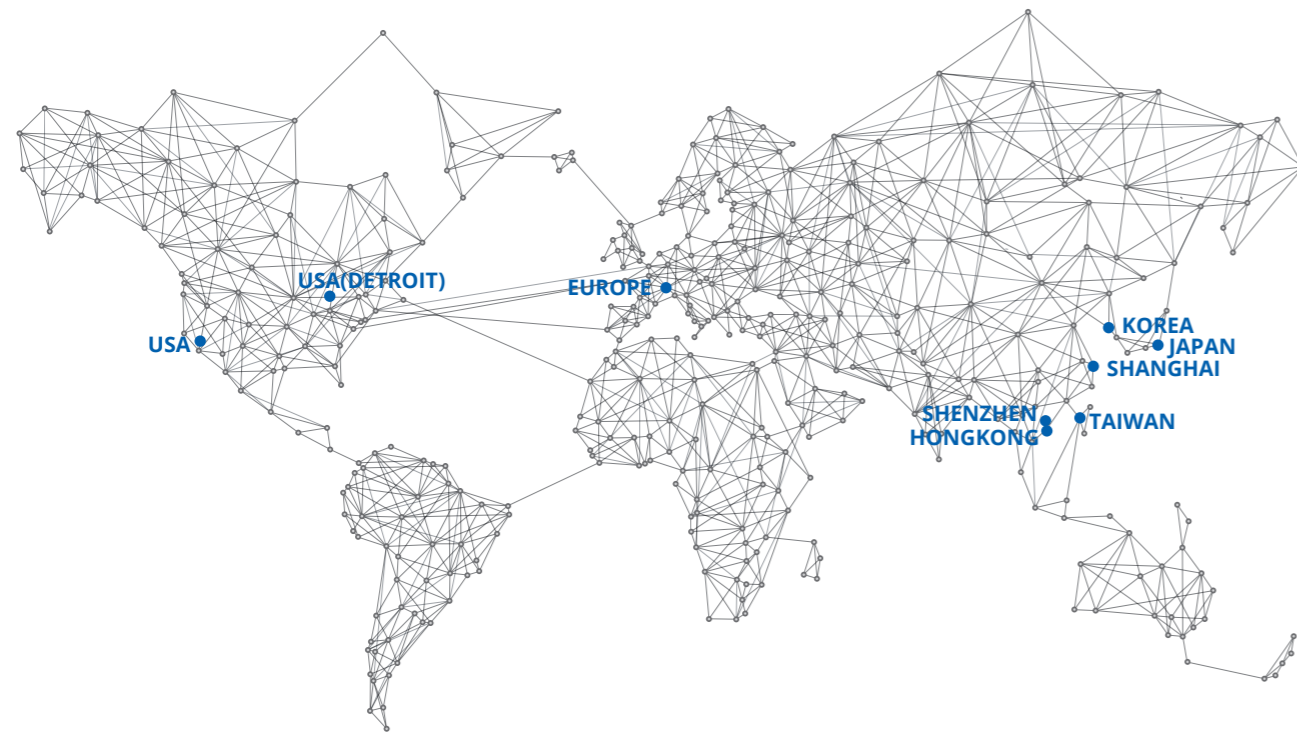 USA(DETROIT)
EUROPE
USA
KOREA
JAPAN
SHANGHAI
SHENZHEN
TAIWAN
HONGKONG